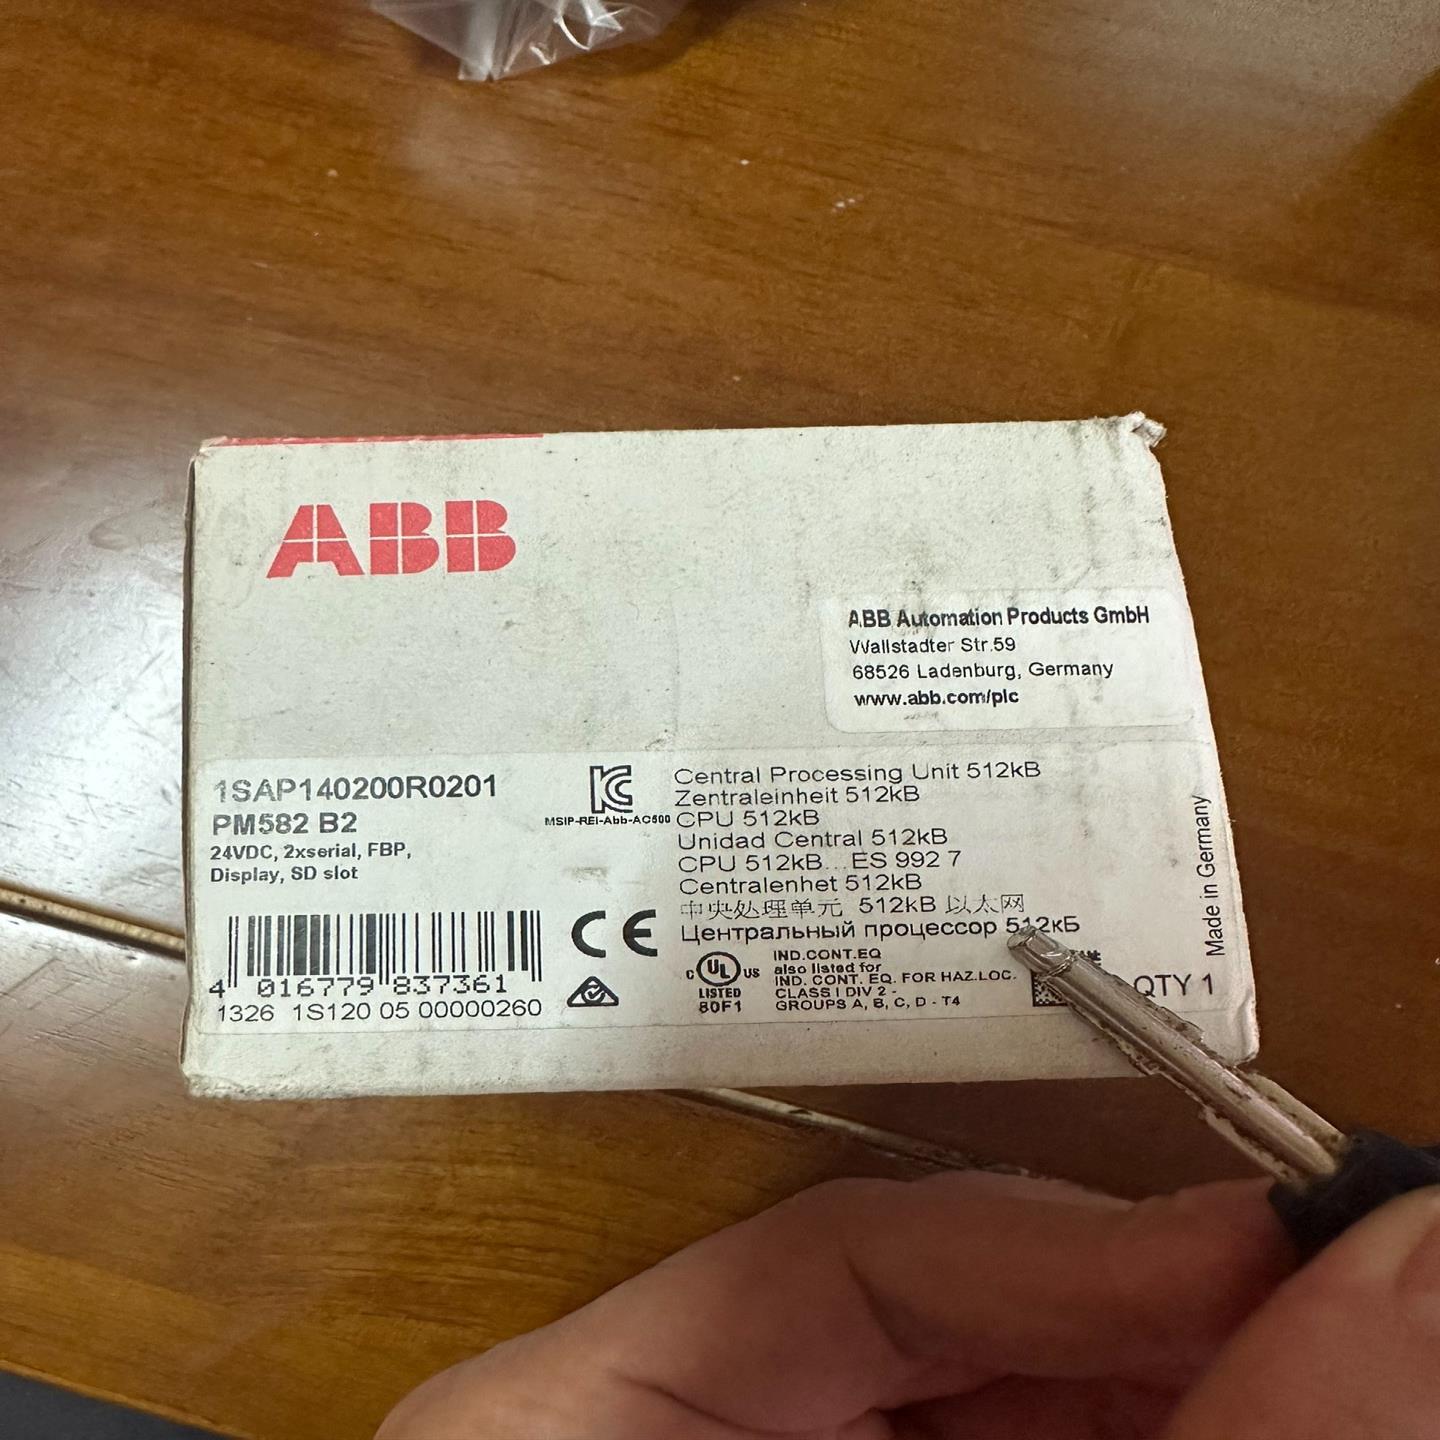 ABB
ABB Automation Products GmbH
Wallstadter Str.59
68526 Ladenburg, Germany
www.abb.com/plc
1SAP140200R0201
PM582 B2
24VDC, 2xserial, FBP,
Display, SD slot
4 016779 837361
1326 1S120 05 00000260
MSIP-REI-Abb-AC500
CE
Central Processing Unit 512kB
Zentraleinheit 512kB
CPU 512kB
Unidad Central 512kB
CPU 512kB...ES 992 7
Centralenhet 512kB
中央处理单元 512kB 以太网
Центральный процессор 512кБ
C UL US
LISTED
80F1
IND.CONT.EQ
also listed for
IND. CONT. EQ. FOR HAZ.LOC.
CLASS I DIV 2 -
GROUPS A, B, C, D - T4
QTY 1
Made in Germany